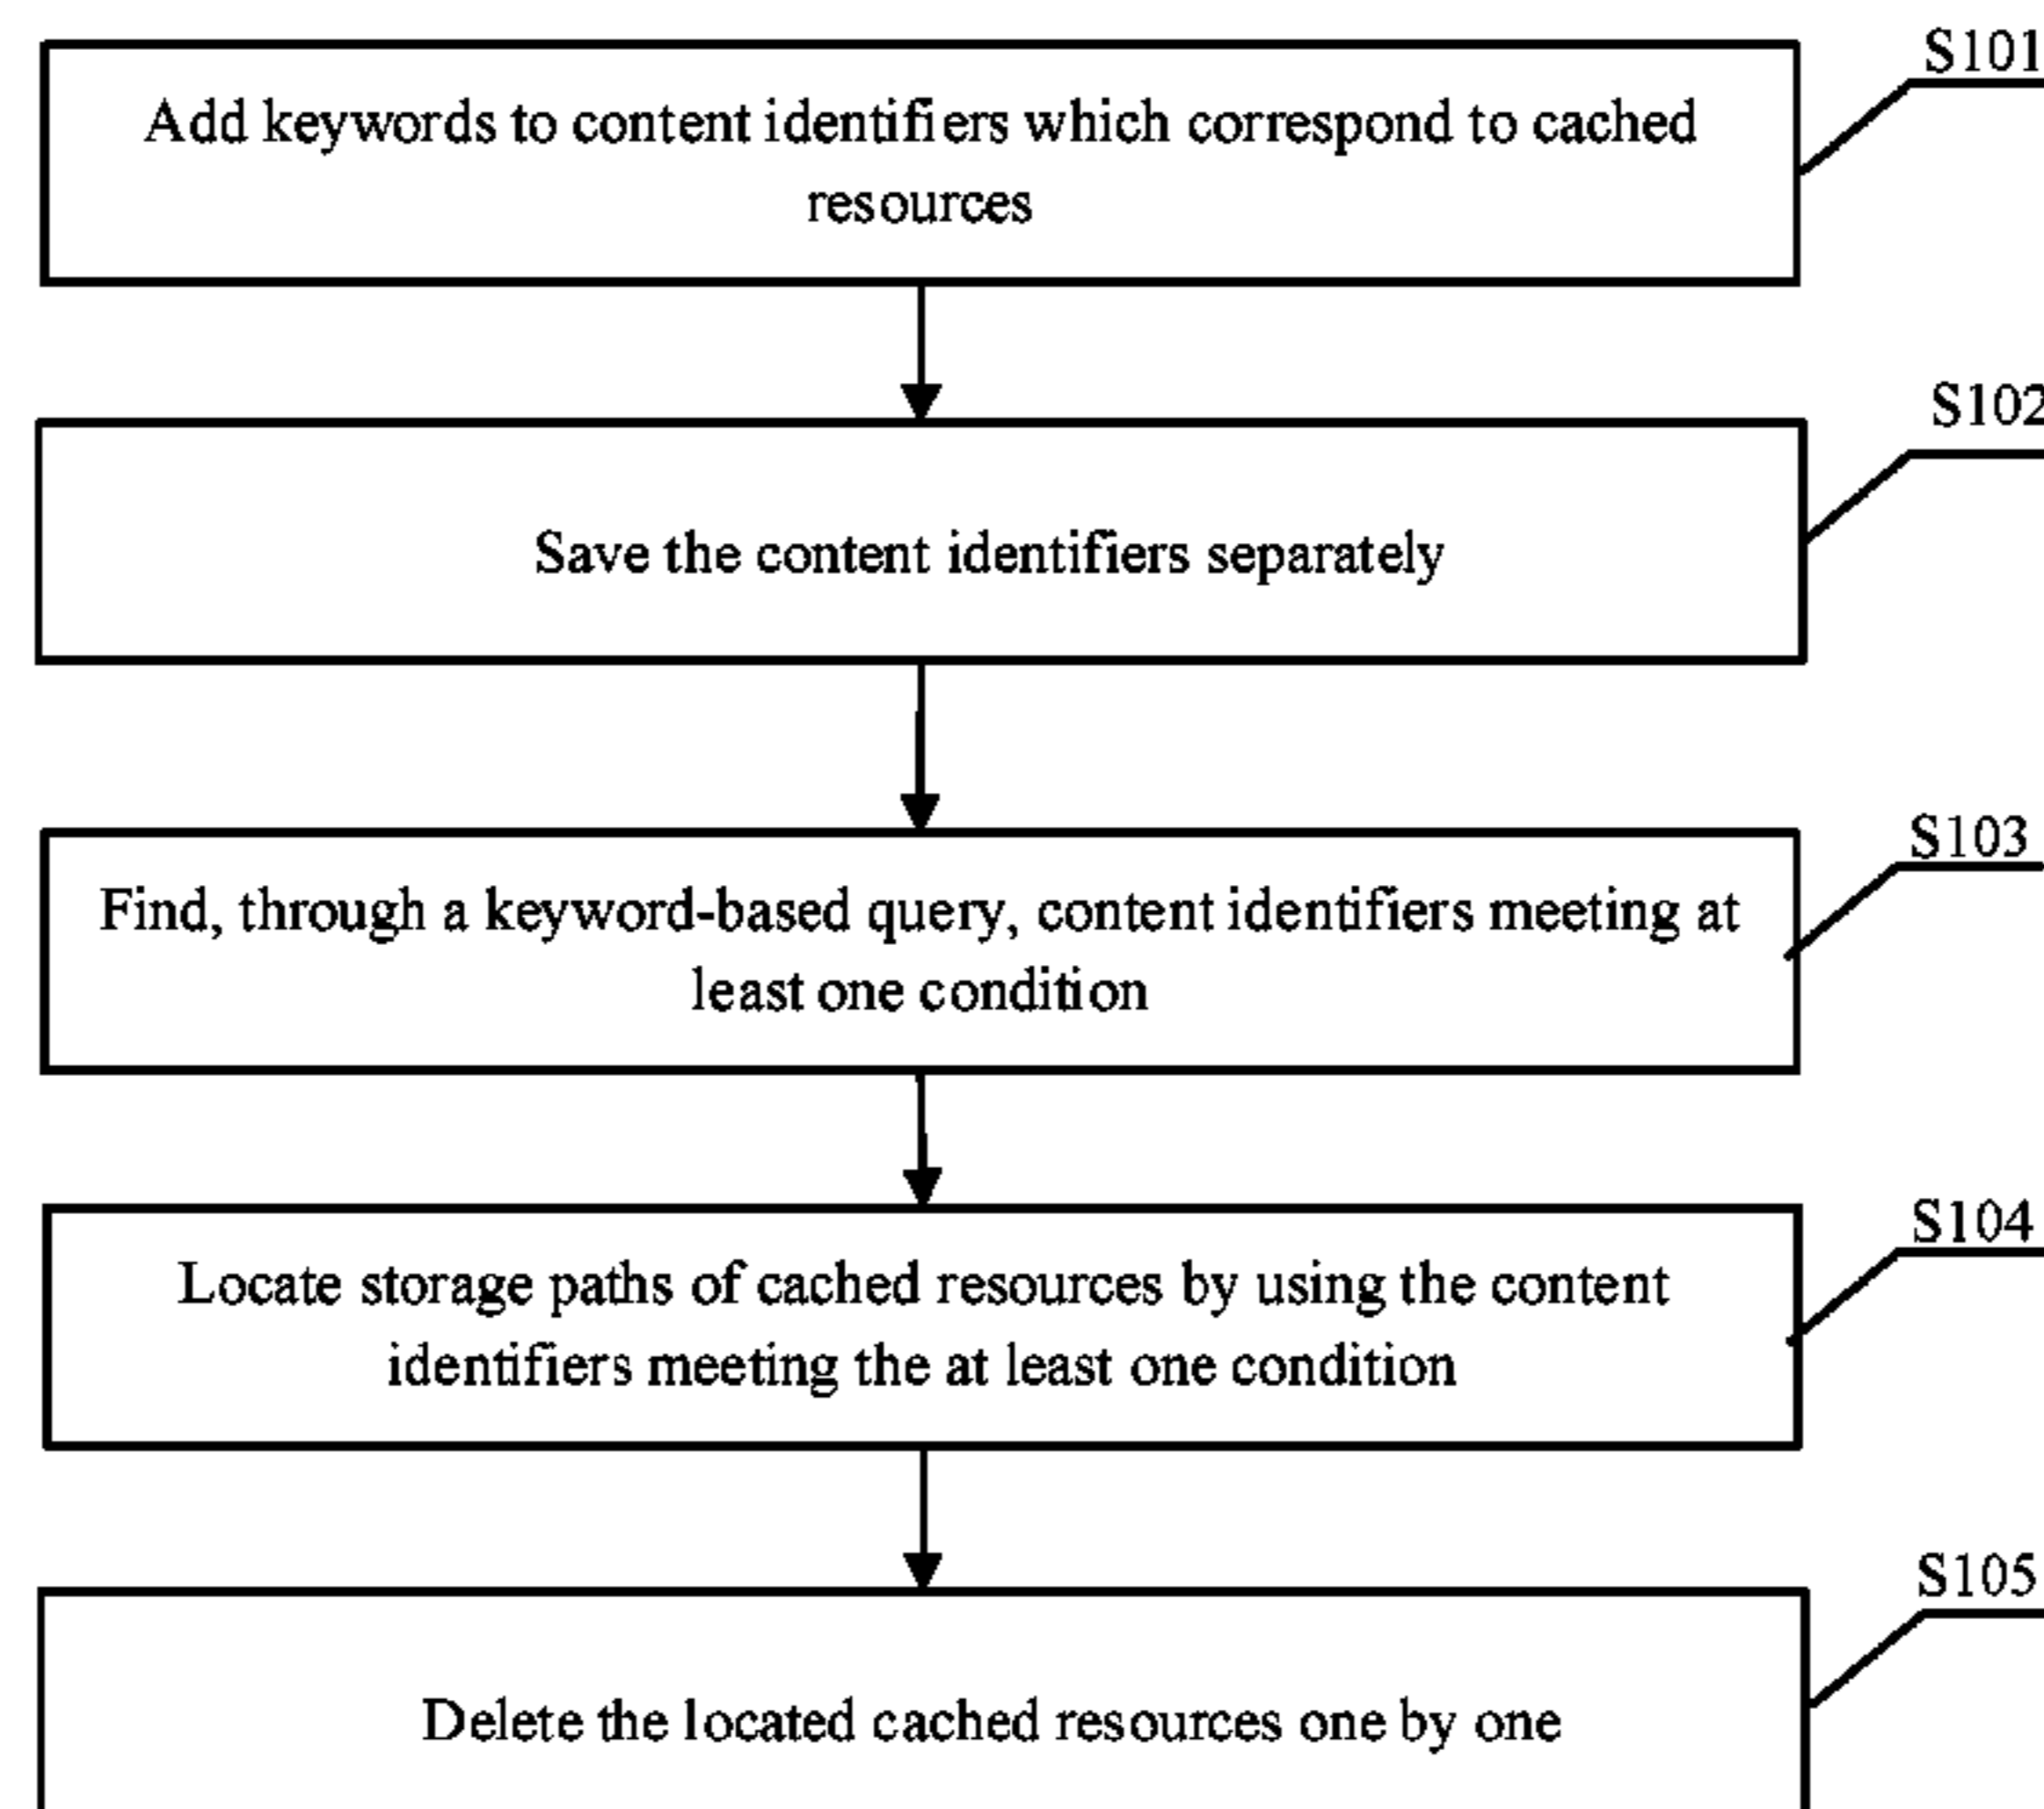 S101
Add keywords to content identifiers which correspond to cached
resources
S102
Save the content identifiers separately
S103
Find, through a keyword-based query, content identifiers meeting at
least one condition
S104
Locate storage paths of cached resources by using the content
identifiers meeting the at least one condition
S105
Delete the located cached resources one by one